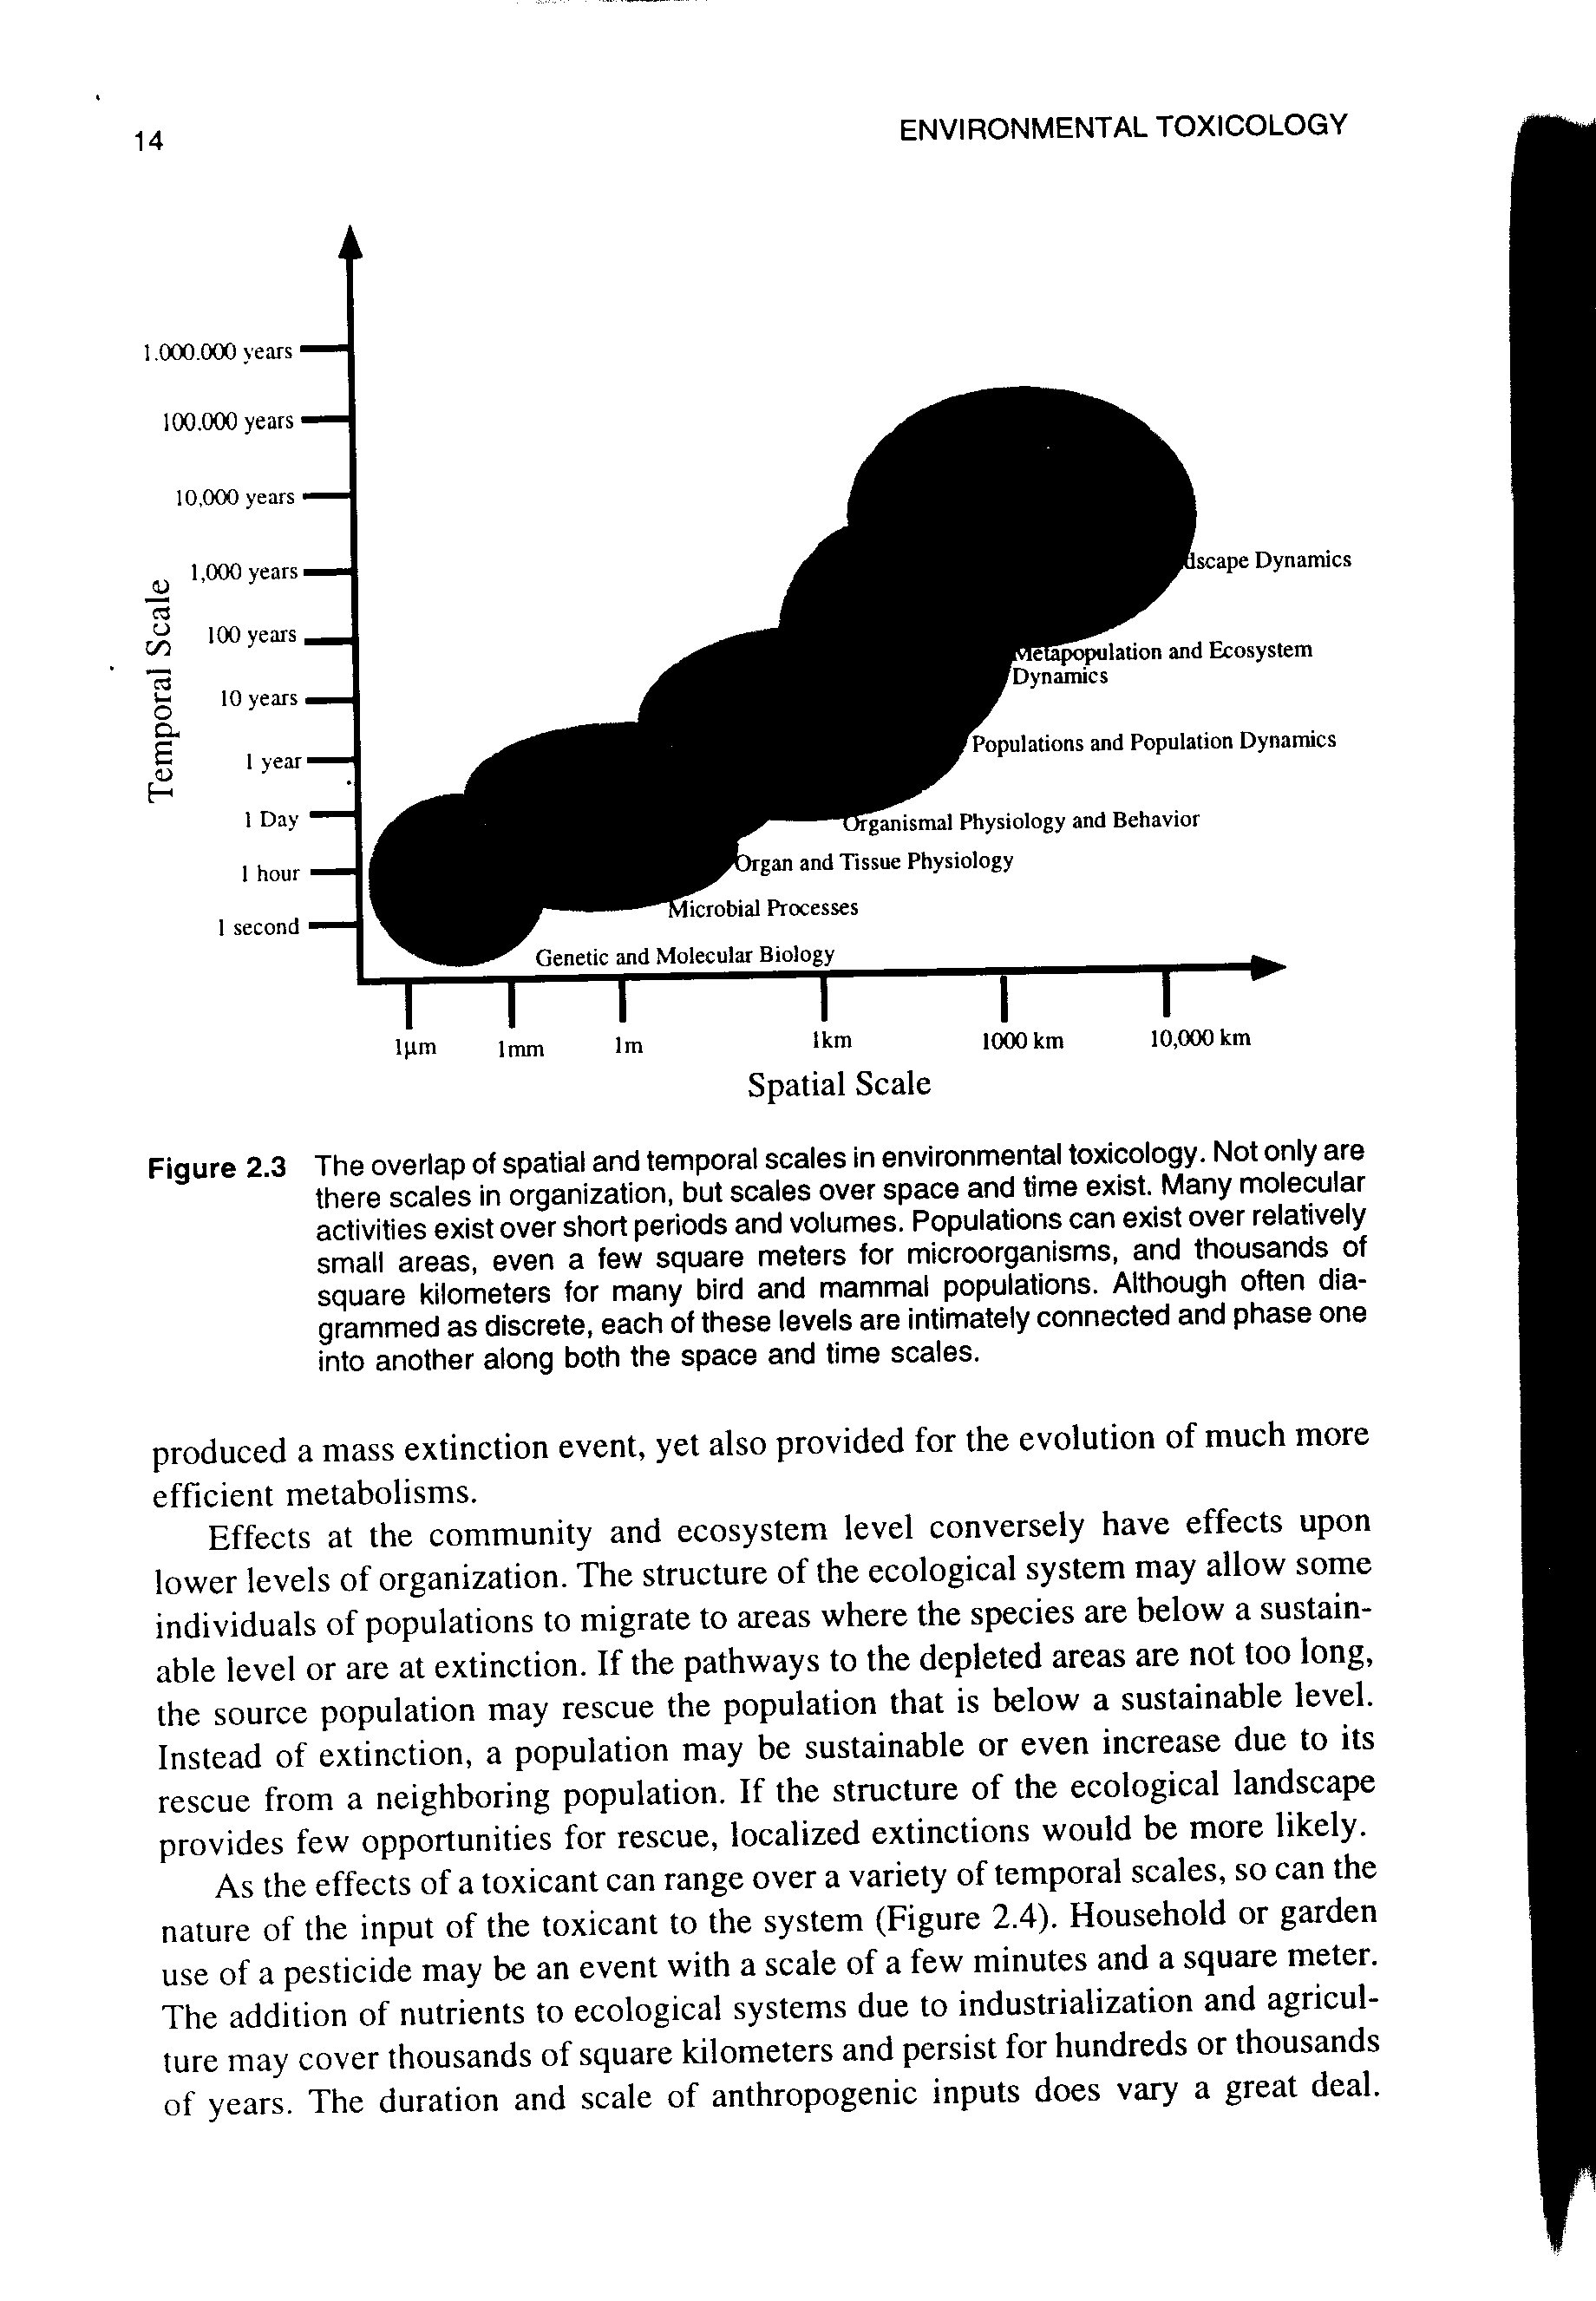 14
ENVIRONMENTAL TOXICOLOGY
1.000.000 years
100.000 years
10,000 years
1,000 years
100 years
10 years
1 year
1 Day
1 hour
1 second
Temporal Scale
dscape Dynamics
Metapopulation and Ecosystem
Dynamics
Populations and Population Dynamics
Organismal Physiology and Behavior
Organ and Tissue Physiology
Microbial Processes
Genetic and Molecular Biology
1μm 1mm 1m 1km 1000 km 10,000 km
Spatial Scale
Figure 2.3 The overlap of spatial and temporal scales in environmental toxicology. Not only are
there scales in organization, but scales over space and time exist. Many molecular
activities exist over short periods and volumes. Populations can exist over relatively
small areas, even a few square meters for microorganisms, and thousands of
square kilometers for many bird and mammal populations. Although often dia-
grammed as discrete, each of these levels are intimately connected and phase one
into another along both the space and time scales.
produced a mass extinction event, yet also provided for the evolution of much more
efficient metabolisms.
Effects at the community and ecosystem level conversely have effects upon
lower levels of organization. The structure of the ecological system may allow some
individuals of populations to migrate to areas where the species are below a sustain-
able level or are at extinction. If the pathways to the depleted areas are not too long,
the source population may rescue the population that is below a sustainable level.
Instead of extinction, a population may be sustainable or even increase due to its
rescue from a neighboring population. If the structure of the ecological landscape
provides few opportunities for rescue, localized extinctions would be more likely.
As the effects of a toxicant can range over a variety of temporal scales, so can the
nature of the input of the toxicant to the system (Figure 2.4). Household or garden
use of a pesticide may be an event with a scale of a few minutes and a square meter.
The addition of nutrients to ecological systems due to industrialization and agricul-
ture may cover thousands of square kilometers and persist for hundreds or thousands
of years. The duration and scale of anthropogenic inputs does vary a great deal.